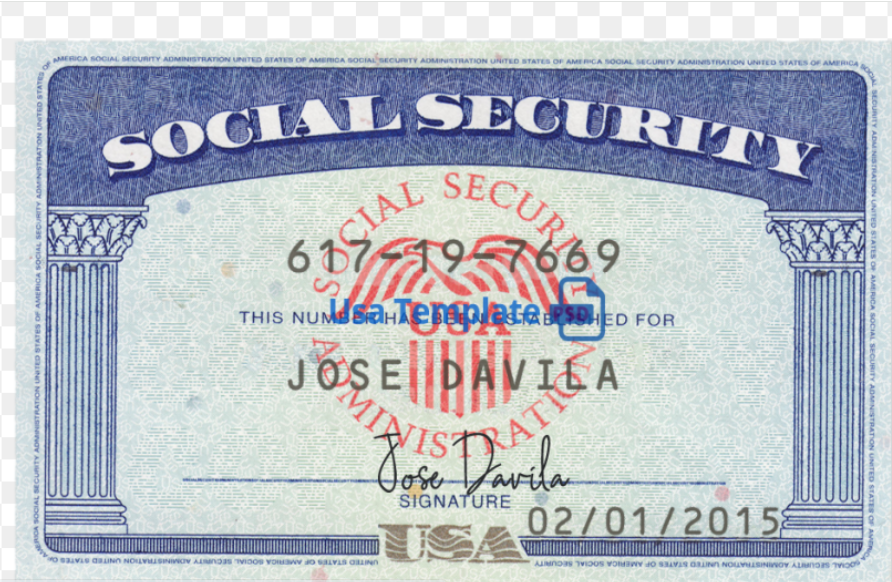 AMERICA SOCIAL SECURITY ADMINISTRATION UNITED STATES OF AMERICA SOCIAL SECURITY ADMINISTRATION UNITED STATES OF AMERICA SOCIAL SECURITY ADMINISTRATION UNITED STATES OF AMERICA
SOCIAL SECURITY
SOCIAL SECURITY
617-19-7669
Usa Template PSD
THIS NUMBER HAS BEEN ESTABLISHED FOR
USA
JOSE DAVILA
ADMINISTRATION
Jose Davila
SIGNATURE
02/01/2015
USA